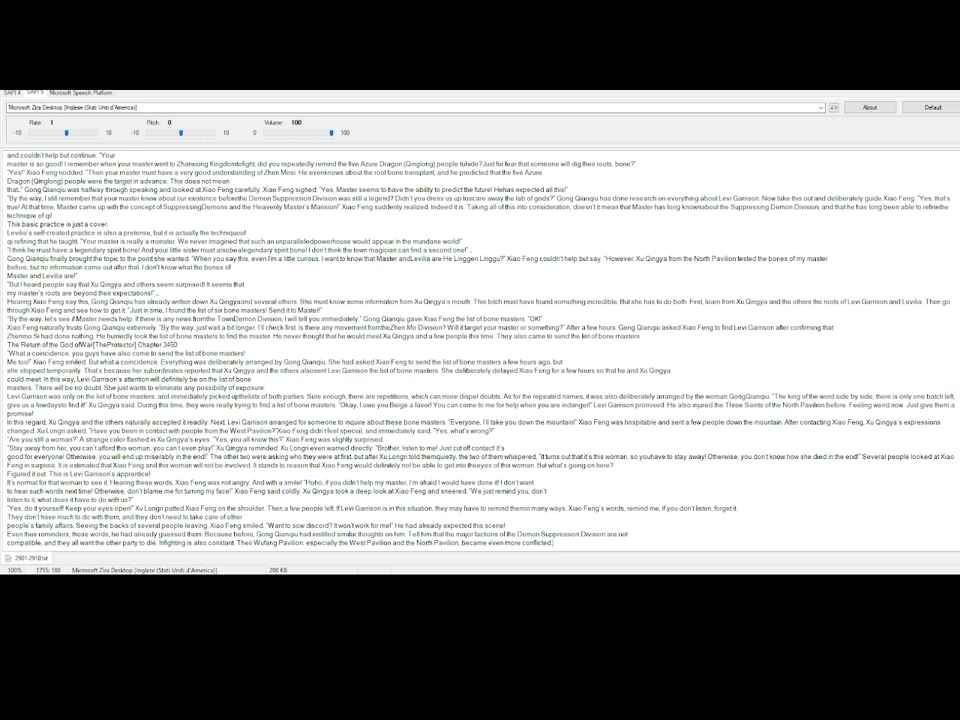 SAPI 4 SAPI 5 Microsoft Speech Platform
Microsoft Zira Desktop [Inglese (Stati Uniti d'America)]
About
Default
Rate: 1 Pitch: 0 Volume: 100
-10 10 -10 10 0 100
and couldn't help but continue: "Your
master is so good! I remember when your master went to Zhanxiong Kingdomtofight, did you repeatedly remind the five Azure Dragon (Qinglong) people tohide?Just for fear that someone will dig their roots. bone?"
"Yes!" Xiao Feng nodded. "Then your master must have a very good understanding of Zhen Mosi. He evenknows about the root bone transplant, and he predicted that the five Azure
Dragon (Qinglong) people were the target in advance. This does not mean
that.." Gong Qianqiu was halfway through speaking and looked at Xiao Feng carefully. Xiao Feng sighed: "Yes, Master seems to have the ability to predict the future! Hehas expected all this!"
"By the way, I still remember that your master knew about our existence beforethe Demon Suppression Division was still a legend? Didn't you dress us up toscare away the lab of gods?" Gong Qianqiu has done research on everything about Levi Garrison. Now take this out and deliberately guide Xiao Feng. "Yes, that's
true! At that time, Master came up with the concept of SuppressingDemons and the Heavenly Master's Mansion!" Xiao Feng suddenly realized. Indeed it is. Taking all of this into consideration, doesn't it mean that Master has long knownabout the Suppressing Demon Division, and that he has long been able to refinethe
technique of qi!
This basic practice is just a cover.
Levilia's self-created practice is also a pretense, but it is actually the techniqueof
qi refining that he taught. "Your master is really a monster. We never imagined that such an unparalleledpowerhouse would appear in the mundane world!"
"I think he must have a legendary spirit bone! And your little sister must alsobealegendary spirit bone! I don't think the town magician can find a second one!"..
Gong Qianqiu finally brought the topic to the point she wanted. "When you say this, even I'm a little curious. I want to know that Master andLevilia are He Linggen Linggu?" Xiao Feng couldn't help but say. "However, Xu Qingya from the North Pavilion tested the bones of my master
before, but no information came out after that. I don't know what the bones of
Master and Levilia are!"
"But I heard people say that Xu Qingya and others seem surprised! It seems that
my master's roots are beyond their expectations!"..
Hearing Xiao Feng say this, Gong Qianqiu has already written down Xu Qingyaand several others. She must know some information from Xu Qingya's mouth. This bitch must have found something incredible. But she has to do both. First, learn from Xu Qingya and the others the roots of Levi Garrison and Levilia. Then go
through Xiao Feng and see how to get it. "Just in time, I found the list of six bone masters! Send it to Master!"
"By the way, let's see if Master needs help. If there is any news fromthe TownDemon Division, I will tell you immediately." Gong Qianqiu gave Xiao Feng the list of bone masters. "OK!"
Xiao Feng naturally trusts Gong Qianqiu extremely. "By the way, just wait a bit longer. I'll check first. Is there any movement fromtheZhen Mo Division? Will it target your master or something?" After a few hours. Gong Qianqiu asked Xiao Feng to find Levi Garrison after confirming that
Zhenmo Si had done nothing. He hurriedly took the list of bone masters to see him. He never thought that he would meet Xu Qingya and a few people this time. They also came to send the list of bone masters.
The Return of the God ofWar[TheProtector] Chapter 3450
"What a coincidence, you guys have also come to send the list of bone masters!
Me too!" Xiao Feng smiled. But what a coincidence. Everything was deliberately arranged by Gong Qianqiu. She had asked Xiao Feng to send the list of bone masters a few hours ago, but
she stopped temporarily. That's because her subordinates reported that Xu Qingya and the others alsosent Levi Garrison the list of bone masters. She deliberately delayed Xiao Feng for a few hours so that he and Xu Qingya
could meet. In this way, Levi Garrison's attention will definitely be on the list of bone
masters. There will be no doubt. She just wants to eliminate any possibility of exposure.
Levi Garrison was only on the list of bone masters, and immediately picked upthelists of both parties. Sure enough, there are repetitions, which can more dispel doubts. As for the repeated names, it was also deliberately arranged by the woman GongQianqiu. "The king of the word side by side, there is only one batch left,
give us a fewdaysto find it!" Xu Qingya said. During this time, they were really trying to find a list of bone masters. "Okay, I owe you Beige a favor! You can come to me for help when you are indanger!" Levi Garrison promised. He also injured the Three Saints of the North Pavilion before. Feeling weird now. Just give them a
promise!
In this regard, Xu Qingya and the others naturally accepted it readily. Next, Levi Garrison arranged for someone to inquire about these bone masters. "Everyone, I'll take you down the mountain!" Xiao Feng was hospitable and sent a few people down the mountain. After contacting Xiao Feng, Xu Qingya's expressions
changed. Xu Longri asked. "Have you been in contact with people from the West Pavilion?"Xiao Feng didn't feel special, and immediately said, "Yes, what's wrong?"
"Are you still a woman?" A strange color flashed in Xu Qingya's eyes. "Yes, you all know this?" Xiao Feng was slightly surprised.
"Stay away from her, you can't afford this woman, you can't even play!" Xu Qingya reminded. Xu Longri even warned directly: "Brother, listen to me! Just cut off contact! It's
good for everyone! Otherwise, you will end up miserably in the end!" The other two were asking who they were at first, but after Xu Longri told themquietly, the two of them whispered, "It turns out that it's this woman, so youhave to stay away! Otherwise, you don't know how she died in the end!" Several people looked at Xiao
Feng in surprise. It is estimated that Xiao Feng and this woman will not be involved. It stands to reason that Xiao Feng would definitely not be able to get into theeyes of this woman. But what's going on here?
Figured it out. This is Levi Garrison's apprentice!
It's normal for that woman to see it. Hearing these words, Xiao Feng was not angry. And with a smile! "Hoho, if you didn't help my master, I'm afraid I would have done it! I don't want
to hear such words next time! Otherwise, don't blame me for turning my face!" Xiao Feng said coldly. Xu Qingya took a deep look at Xiao Feng and sneered. "We just remind you, don't
listen to it, what does it have to do with us?"
"Yes, do it yourself! Keep your eyes open!" Xu Longri patted Xiao Feng on the shoulder. Then a few people left. If Levi Garrison is in this situation, they may have to remind themin many ways. Xiao Feng's words, remind me, if you don't listen, forget it.
They don't have much to do with them, and they don't need to take care of other
people's family affairs. Seeing the backs of several people leaving, Xiao Feng smiled. "Want to sow discord? It won't work for me!" He had already expected this scene!
Even their reminders, those words, he had already guessed them. Because before, Gong Qianqiu had instilled similar thoughts on him. Tell him that the major factions of the Demon Suppression Division are not
compatible, and they all want the other party to die. Infighting is also constant. Their Wufang Pavilion, especially the West Pavilion and the North Pavilion, became even more conflicted.
2901-2910.txt
100% 1755: 188 Microsoft Zira Desktop [Inglese (Stati Uniti d'America)] 200 KB